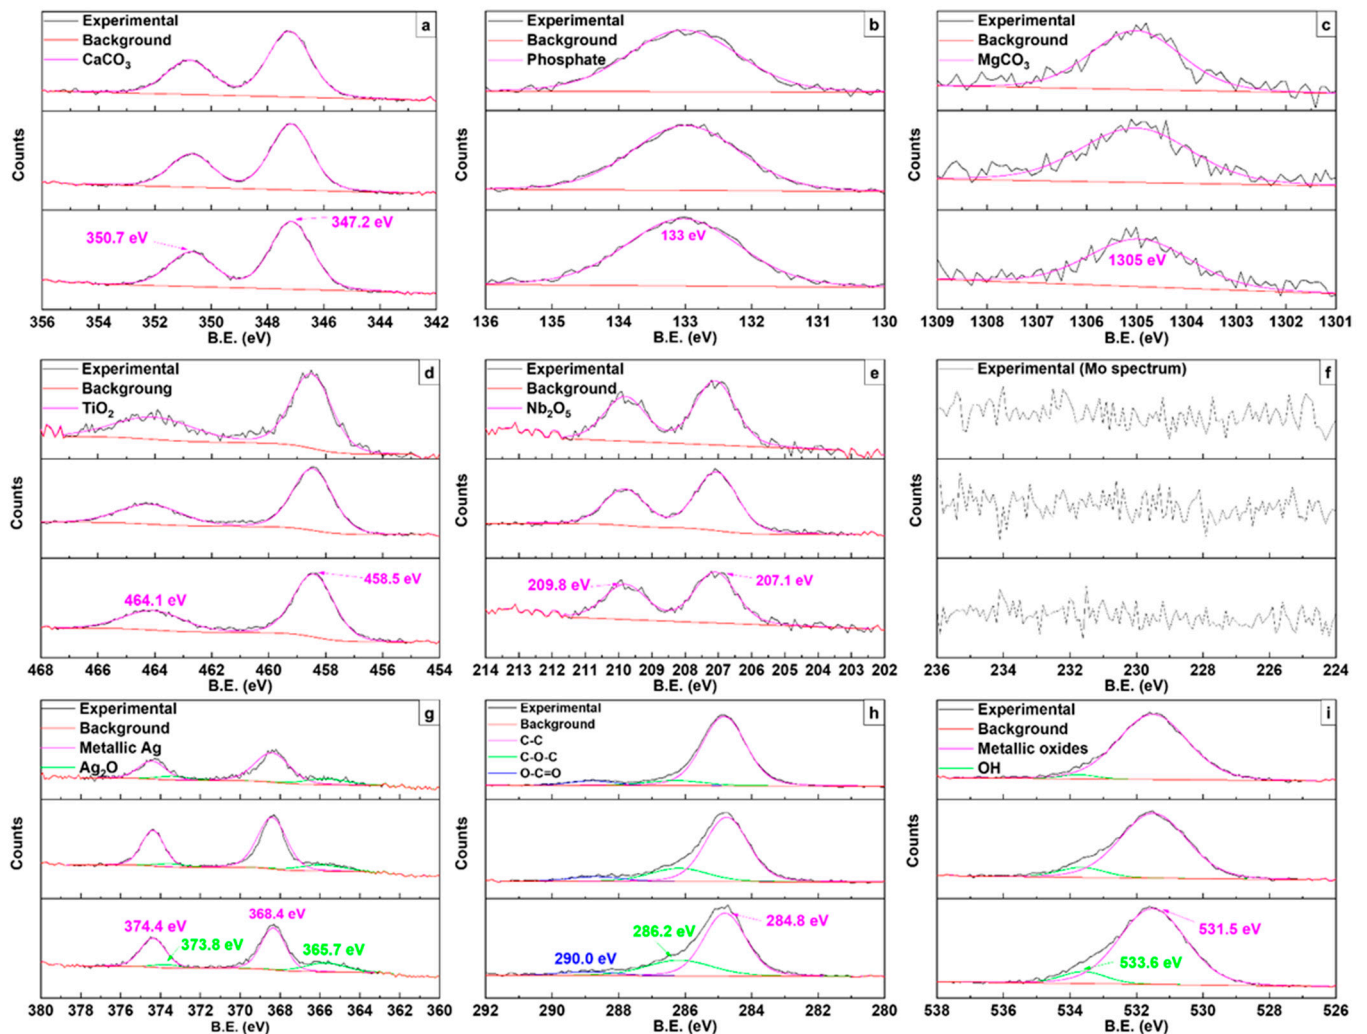 Experimental
Background
CaCO3
a
350.7 eV
347.2 eV
Counts
356 354 352 350 348 346 344 342
B.E. (eV)
Experimental
Background
Phosphate
b
133 eV
Counts
136 135 134 133 132 131 130
B.E. (eV)
Experimental
Background
MgCO3
c
1305 eV
Counts
1309 1308 1307 1306 1305 1304 1303 1302 1301
B.E. (eV)
Experimental
Backgroung
TiO2
d
464.1 eV
458.5 eV
Counts
468 466 464 462 460 458 456 454
B.E. (eV)
Experimental
Background
Nb2O5
e
209.8 eV
207.1 eV
Counts
214 213 212 211 210 209 208 207 206 205 204 203 202
B.E. (eV)
Experimental (Mo spectrum)
f
Counts
236 234 232 230 228 226 224
B.E. (eV)
Experimental
Background
Metallic Ag
Ag2O
g
374.4 eV
373.8 eV
368.4 eV
365.7 eV
Counts
380 378 376 374 372 370 368 366 364 362 360
B.E. (eV)
Experimental
Background
C-C
C-O-C
O-C=O
h
290.0 eV
286.2 eV
284.8 eV
Counts
292 290 288 286 284 282 280
B.E. (eV)
Experimental
Background
Metallic oxides
OH
i
531.5 eV
533.6 eV
Counts
538 536 534 532 530 528 526
B.E. (eV)